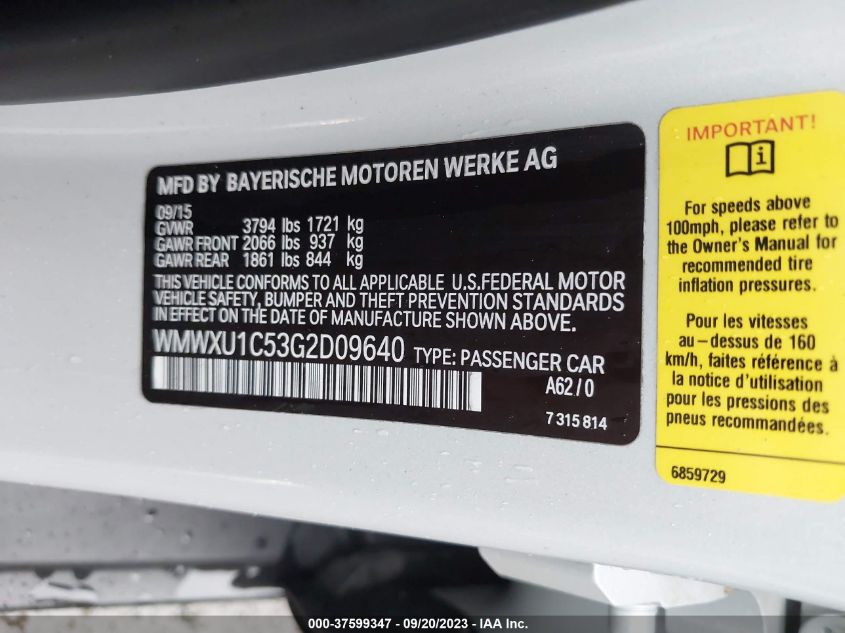 MFD BY BAYERISCHE MOTOREN WERKE AG
09/15
GVWR 3794 lbs 1721 kg
GAWR FRONT 2066 lbs 937 kg
GAWR REAR 1861 lbs 844 kg
THIS VEHICLE CONFORMS TO ALL APPLICABLE U.S.FEDERAL MOTOR
VEHICLE SAFETY, BUMPER AND THEFT PREVENTION STANDARDS
IN EFFECT ON THE DATE OF MANUFACTURE SHOWN ABOVE.
WMWXU1C53G2D09640 TYPE: PASSENGER CAR
A62/0
7 315 814
IMPORTANT!
For speeds above
100mph, please refer to
the Owner's Manual for
recommended tire
inflation pressures.
Pour les vitesses
au-dessus de 160
km/h, faites référence à
la notice d'utilisation
pour les pressions des
pneus recommandées.
6859729
000-37599347 / 09/20/2023 - IAA Inc.